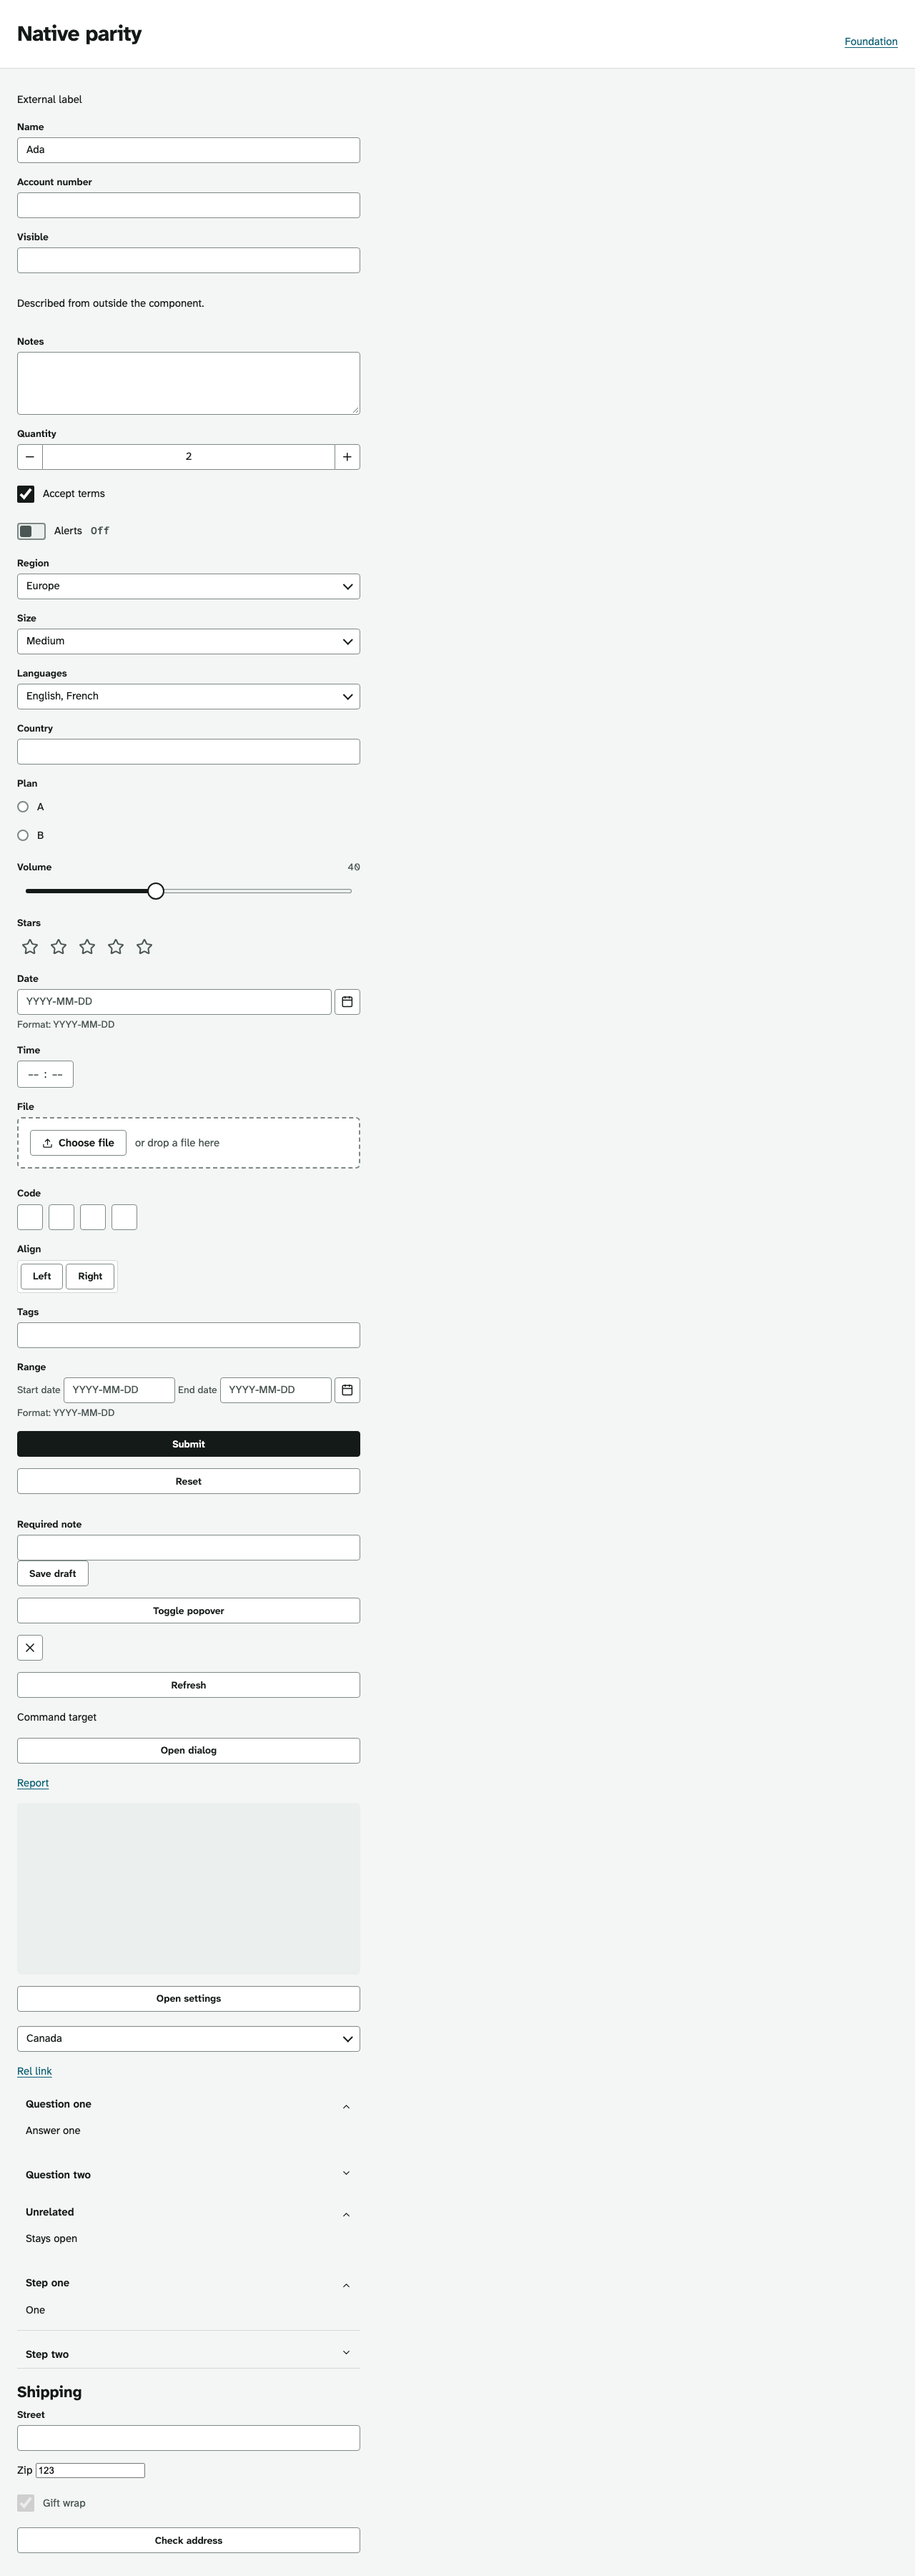 Native parity
Foundation
External label
Name
Ada
Account number
Visible
Described from outside the component.
Notes
Quantity
2
Accept terms
Alerts Off
Region
Europe
Size
Medium
Languages
English, French
Country
Plan
A
B
Volume 40
Stars
Date
YYYY-MM-DD
Format: YYYY-MM-DD
Time
-- : --
File
Choose file or drop a file here
Code
Align
Left Right
Tags
Range
Start date YYYY-MM-DD End date YYYY-MM-DD
Format: YYYY-MM-DD
Submit
Reset
Required note
Save draft
Toggle popover
Refresh
Command target
Open dialog
Report
Open settings
Canada
Rel link
Question one
Answer one
Question two
Unrelated
Stays open
Step one
One
Step two
Shipping
Street
Zip 123
Gift wrap
Check address